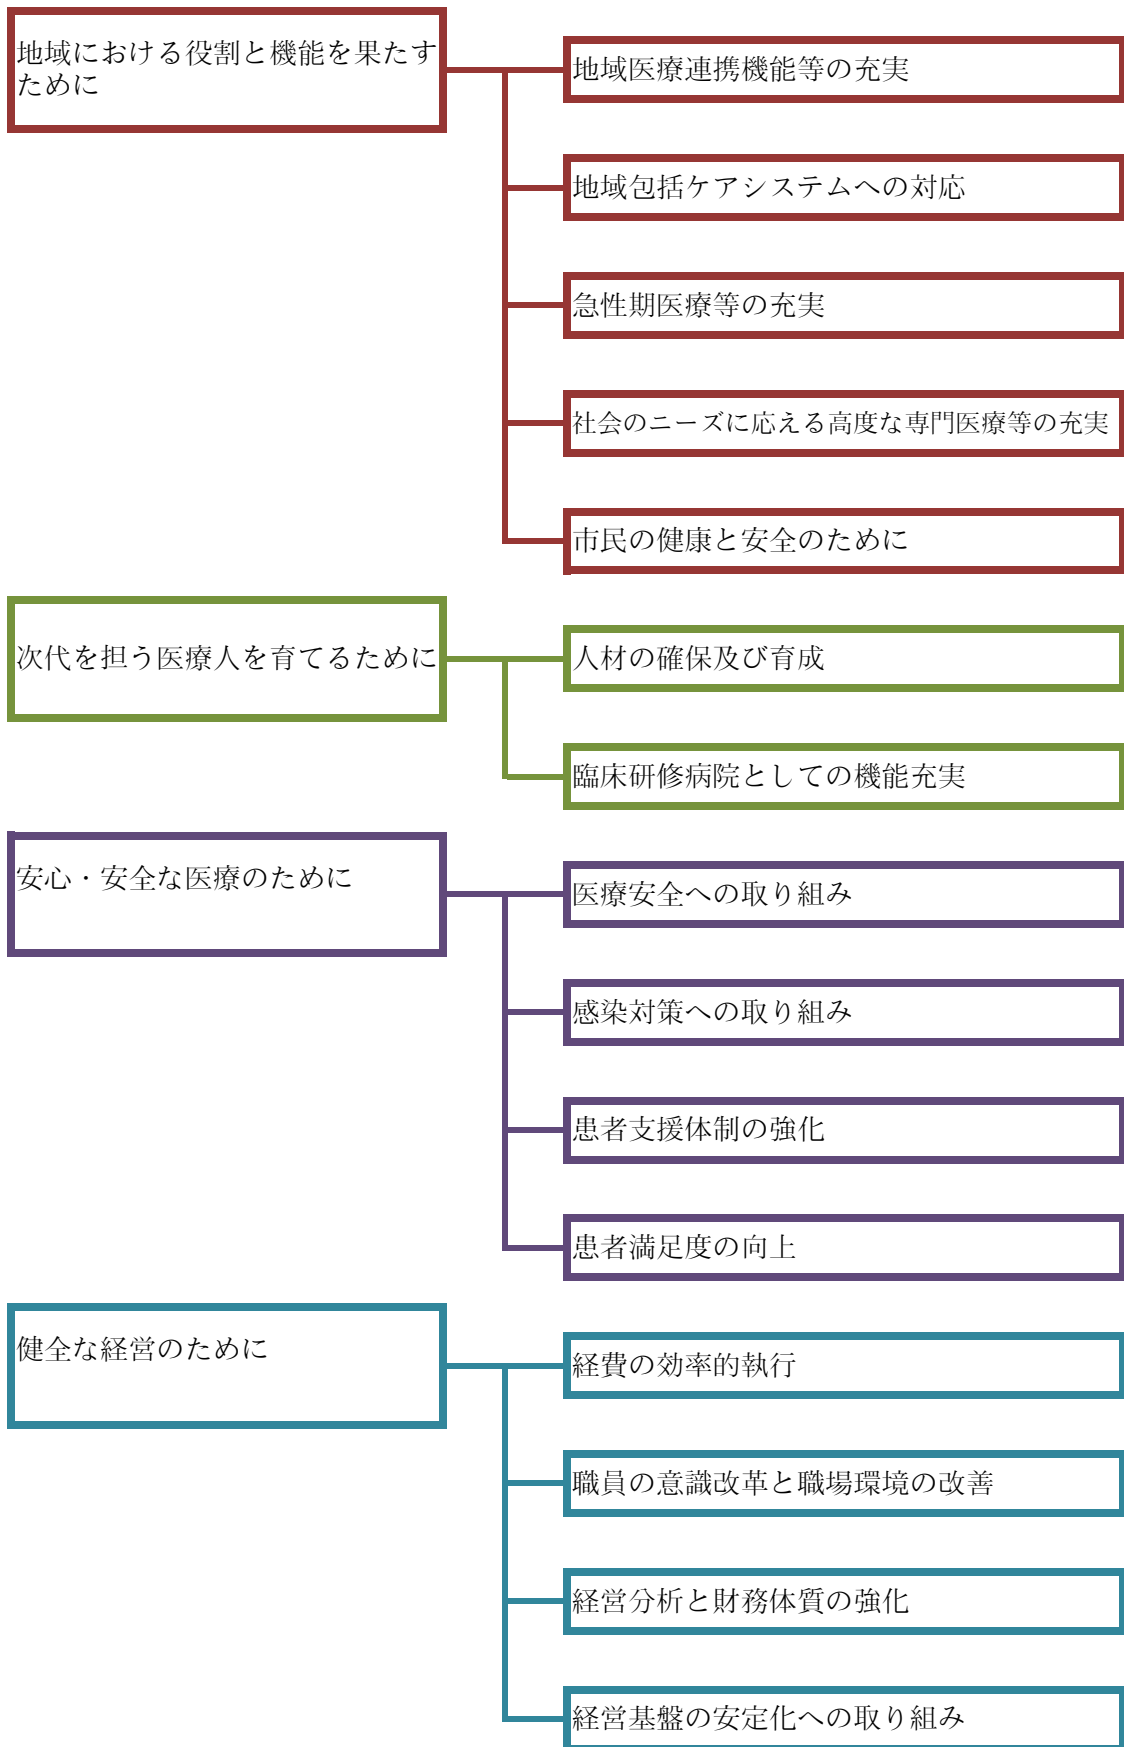 地域における役割と機能を果たす
ために
地域医療連携機能等の充実
地域包括ケアシステムへの対応
急性期医療等の充実
社会のニーズに応える高度な専門医療等の充実
市民の健康と安全のために
次代を担う医療人を育てるために
人材の確保及び育成
臨床研修病院としての機能充実
安心・安全な医療のために
医療安全への取り組み
感染対策への取り組み
患者支援体制の強化
患者満足度の向上
健全な経営のために
経費の効率的執行
職員の意識改革と職場環境の改善
経営分析と財務体質の強化
経営基盤の安定化への取り組み